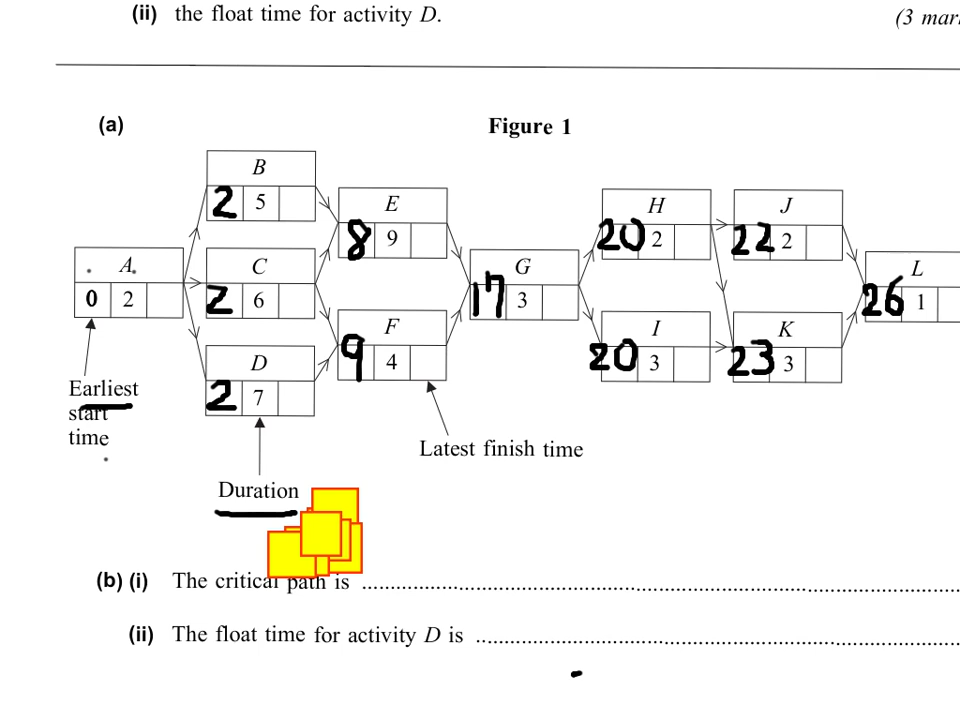 (ii) the float time for activity D.
(3 mar
(a)
Figure 1
B
2 5
E
8 9
H
20 2
J
22 2
A
0 2
C
2 6
G
17 3
L
26 1
F
9 4
I
20 3
K
23 3
D
2 7
Earliest
start
time
Latest finish time
Duration
(b) (i) The critical path is
(ii) The float time for activity D is